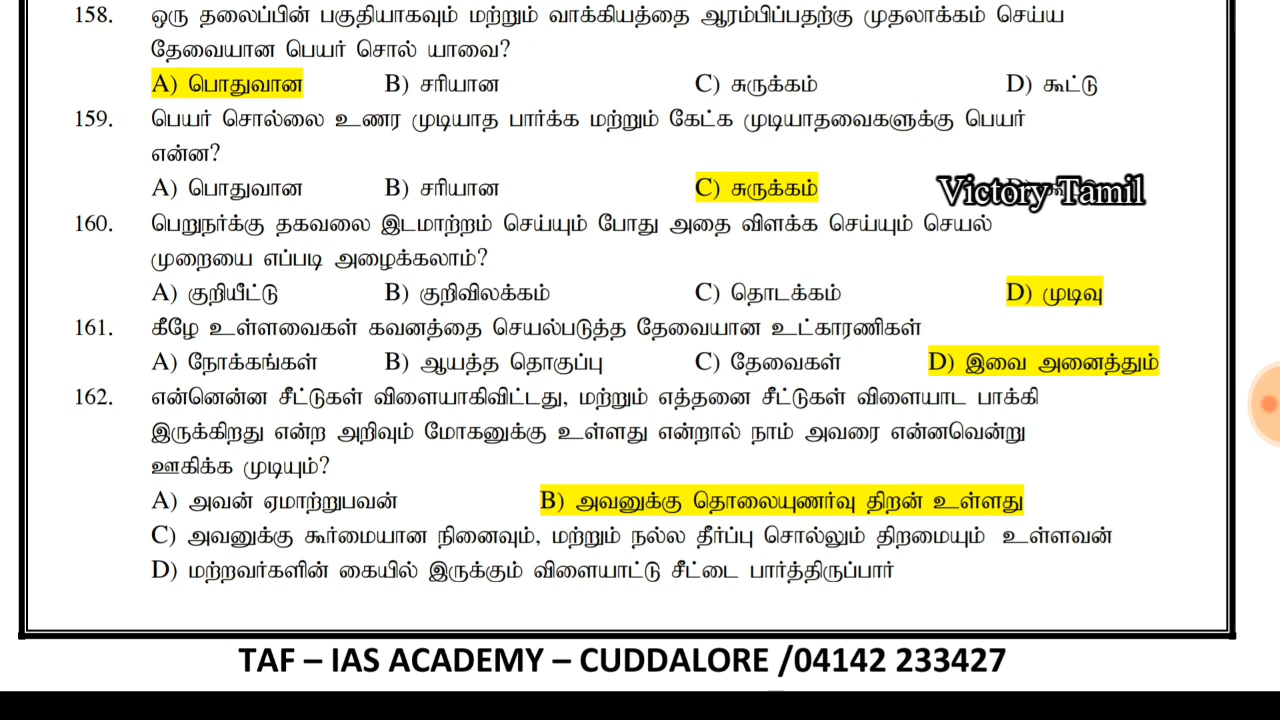 158. ஒரு தலைப்பின் பகுதியாகவும் மற்றும் வாக்கியத்தை ஆரம்பிப்பதற்கு முதலாக்கம் செய்ய
தேவையான பெயர் சொல் யாவை?
A) பொதுவான B) சரியான C) சுருக்கம் D) கூட்டு
159. பெயர் சொல்லை உணர முடியாத பார்க்க மற்றும் கேட்க முடியாதவைகளுக்கு பெயர்
என்ன?
A) பொதுவான B) சரியான C) சுருக்கம்
Victory Tamil
160. பெறுநர்க்கு தகவலை இடமாற்றம் செய்யும் போது அதை விளக்க செய்யும் செயல்
முறையை எப்படி அழைக்கலாம்?
A) குறியீட்டு B) குறிவிலக்கம் C) தொடக்கம் D) முடிவு
161. கீழே உள்ளவைகள் கவனத்தை செயல்படுத்த தேவையான உட்காரணிகள்
A) நோக்கங்கள் B) ஆயத்த தொகுப்பு C) தேவைகள் D) இவை அனைத்தும்
162. என்னென்ன சீட்டுகள் விளையாகிவிட்டது, மற்றும் எத்தனை சீட்டுகள் விளையாட பாக்கி
இருக்கிறது என்ற அறிவும் மோகனுக்கு உள்ளது என்றால் நாம் அவரை என்னவென்று
ஊகிக்க முடியும்?
A) அவன் ஏமாற்றுபவன் B) அவனுக்கு தொலையுணர்வு திறன் உள்ளது
C) அவனுக்கு கூர்மையான நினைவும், மற்றும் நல்ல தீர்ப்பு சொல்லும் திறமையும் உள்ளவன்
D) மற்றவர்களின் கையில் இருக்கும் விளையாட்டு சீட்டை பார்த்திருப்பார்
TAF – IAS ACADEMY – CUDDALORE /04142 233427